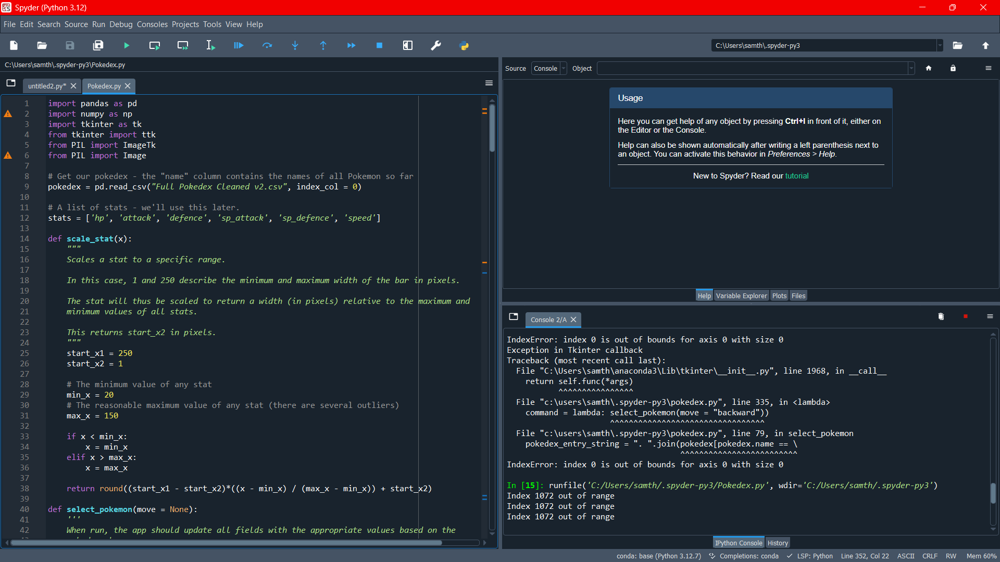 Spyder (Python 3.12)
File Edit Search Source Run Debug Consoles Projects Tools View Help
C:\Users\samth\.spyder-py3
C:\Users\samth\.spyder-py3\Pokedex.py
untitled2.py*
Pokedex.py
1 import pandas as pd
2 import numpy as np
3 import tkinter as tk
4 from tkinter import ttk
5 from PIL import ImageTk
6 from PIL import Image
7
8 # Get our pokedex - the "name" column contains the names of all Pokemon so far
9 pokedex = pd.read_csv("Full Pokedex Cleaned v2.csv", index_col = 0)
10
11 # A list of stats - we'll use this later.
12 stats = ['hp', 'attack', 'defence', 'sp_attack', 'sp_defence', 'speed']
13
14 def scale_stat(x):
15 """
16 Scales a stat to a specific range.
17
18 In this case, 1 and 250 describe the minimum and maximum width of the bar in pixels.
19
20 The stat will thus be scaled to return a width (in pixels) relative to the maximum and
21 minimum values of all stats.
22
23 This returns start_x2 in pixels.
24 """
25 start_x1 = 250
26 start_x2 = 1
27
28 # The minimum value of any stat
29 min_x = 20
30 # The reasonable maximum value of any stat (there are several outliers)
31 max_x = 150
32
33 if x < min_x:
34 x = min_x
35 elif x > max_x:
36 x = max_x
37
38 return round((start_x1 - start_x2)*((x - min_x) / (max_x - min_x)) + start_x2)
39
40 def select_pokemon(move = None):
41 '''
42 When run, the app should update all fields with the appropriate values based on the
Source Console Object
Usage
Here you can get help of any object by pressing Ctrl+I in front of it, either on
the Editor or the Console.
Help can also be shown automatically after writing a left parenthesis next to
an object. You can activate this behavior in Preferences > Help.
New to Spyder? Read our tutorial
Help Variable Explorer Plots Files
Console 2/A
IndexError: index 0 is out of bounds for axis 0 with size 0
Exception in Tkinter callback
Traceback (most recent call last):
File "C:\Users\samth\anaconda3\Lib\tkinter\__init__.py", line 1968, in __call__
return self.func(*args)
^^^^^^^^^^^^^^^^
File "c:\users\samth\.spyder-py3\pokedex.py", line 335, in <lambda>
command = lambda: select_pokemon(move = "backward"))
^^^^^^^^^^^^^^^^^^^^^^^^^^^^^^^^^
File "c:\users\samth\.spyder-py3\pokedex.py", line 79, in select_pokemon
pokedex_entry_string = ". ".join(pokedex[pokedex.name == \
^^^^^^^^^^^^^^^^^^^^^^^^^
IndexError: index 0 is out of bounds for axis 0 with size 0
In [15]: runfile('C:/Users/samth/.spyder-py3/Pokedex.py', wdir='C:/Users/samth/.spyder-py3')
Index 1072 out of range
Index 1072 out of range
Index 1072 out of range
IPython Console History
conda: base (Python 3.12.7) Completions: conda LSP: Python Line 352, Col 22 ASCII CRLF RW Mem 60%